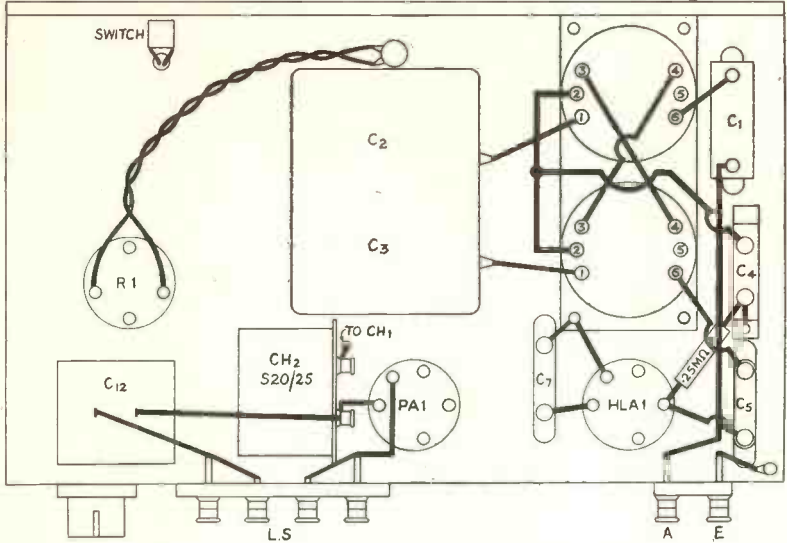 SWITCH
3
4
2
5
1
6
C1
C2
C3
3
4
2
5
1
6
C4
R1
TO CH1
CH2
S20/25
C12
PA1
C7
HLA1
.25MΩ
C5
L.S
A
E